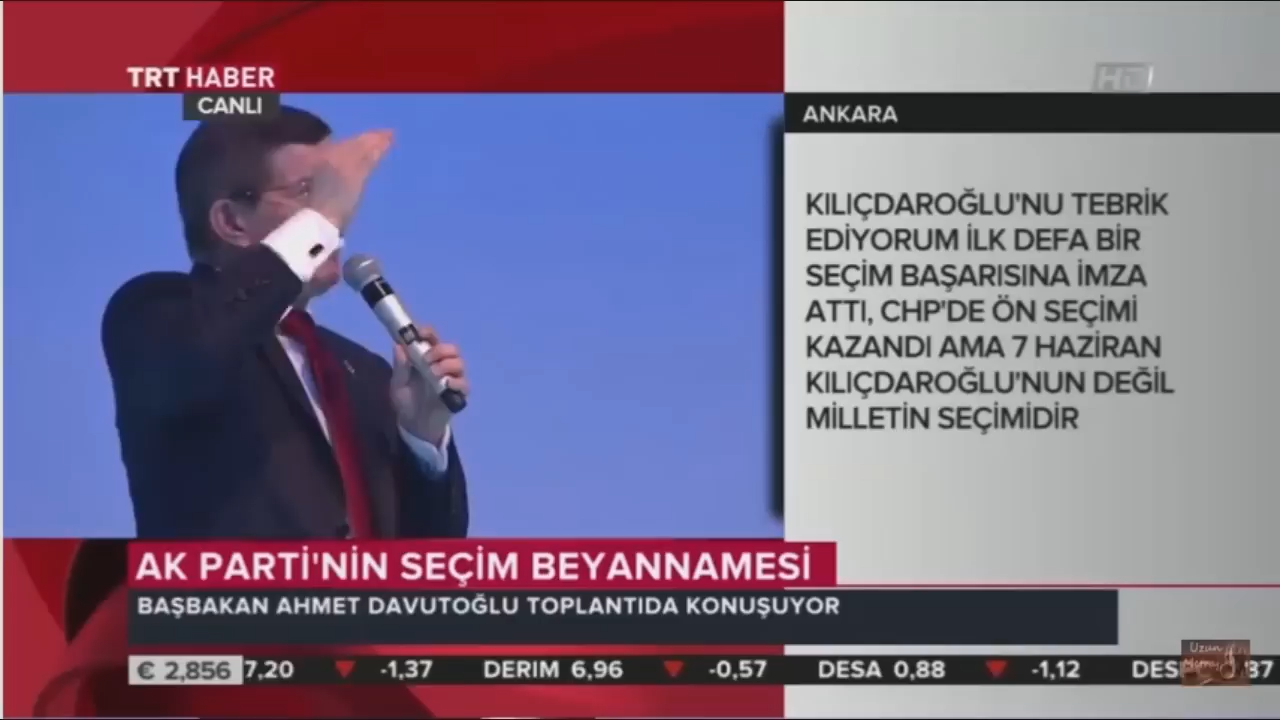 TRT HABER
CANLI
HD
ANKARA
KILIÇDAROĞLU'NU TEBRİK
EDİYORUM İLK DEFA BİR
SEÇİM BAŞARISINA İMZA
ATTI, CHP'DE ÖN SEÇİMİ
KAZANDI AMA 7 HAZİRAN
KILIÇDAROĞLU'NUN DEĞİL
MİLLETİN SEÇİMİDİR
AK PARTİ'NİN SEÇİM BEYANNAMESİ
BAŞBAKAN AHMET DAVUTOĞLU TOPLANTIDA KONUŞUYOR
€ 2,856 7,20 -1,37 DERIM 6,96 -0,57 DESA 0,88 -1,12
Uzun